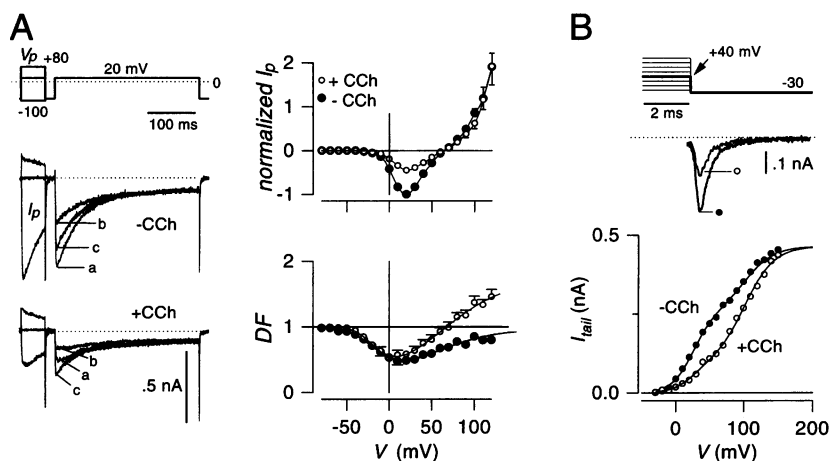 A
Vp
+80
20 mV
0
-100
100 ms
Ip
b
c
a
-CCh
+CCh
b
a
c
.5 nA
normalized Ip
2
1
0
-1
+ CCh
- CCh
DF
2
1
0
-50
0
50
100
V (mV)
B
+40 mV
-30
2 ms
.1 nA
Itail (nA)
0.5
0.0
-CCh
+CCh
0
100
200
V (mV)